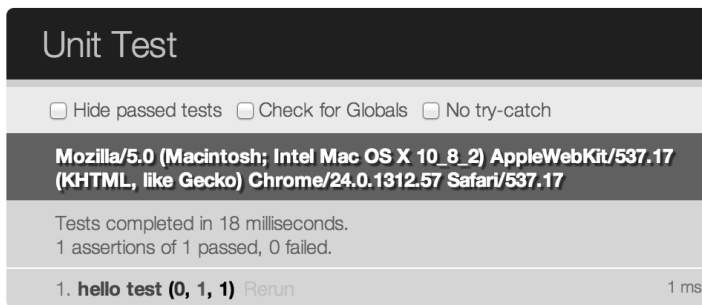 Unit Test
Hide passed tests Check for Globals No try-catch
Mozilla/5.0 (Macintosh; Intel Mac OS X 10_8_2) AppleWebKit/537.17
(KHTML, like Gecko) Chrome/24.0.1312.57 Safari/537.17
Tests completed in 18 milliseconds.
1 assertions of 1 passed, 0 failed.
1. hello test (0, 1, 1) Rerun 1 ms